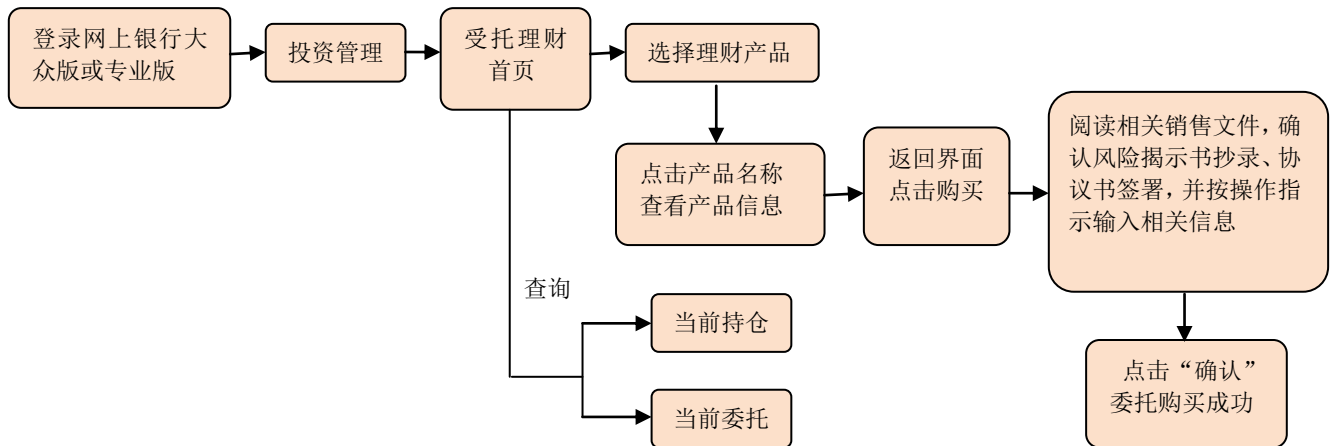 登录网上银行大
众版或专业版
投资管理
受托理财
首页
选择理财产品
点击产品名称
查看产品信息
返回界面
点击购买
阅读相关销售文件，确
认风险揭示书抄录、协
议书签署，并按操作指
示输入相关信息
查询
当前持仓
当前委托
点击“确认”
委托购买成功